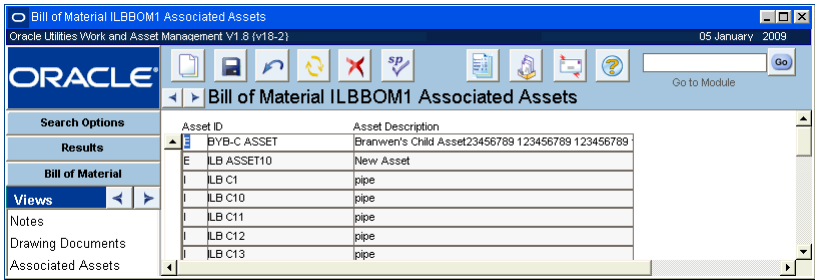 Bill of Material ILBBOM1 Associated Assets
Oracle Utilities Work and Asset Management V1.8 {v18-2} 05 January 2009
ORACLE
sp
Go
Go to Module
Bill of Material ILBBOM1 Associated Assets
Search Options
Results
Bill of Material
Views
Notes
Drawing Documents
Associated Assets
Asset ID Asset Description
E BYB-C ASSET Branwen's Child Asset23456789 123456789 123456789
E ILB ASSET10 New Asset
I ILB C1 pipe
I ILB C10 pipe
I ILB C11 pipe
I ILB C12 pipe
I ILB C13 pipe